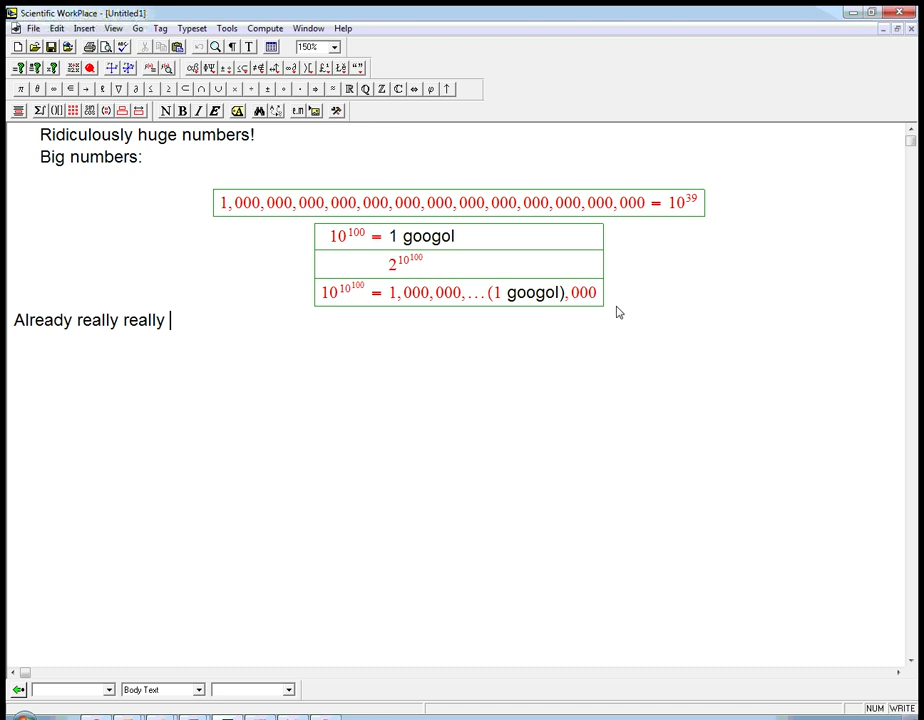 Scientific WorkPlace - [Untitled1]
File Edit Insert View Go Tag Typeset Tools Compute Window Help
150%
π θ ∞ ∈ → ℓ ∇ ∂ ≤ ≥ ⊂ ∩ ∪ × ÷ ± ∘ · → ≈ ℝ ℚ ℤ ℂ ⇔ φ ↑
N B I E
Ridiculously huge numbers!
Big numbers:
1,000,000,000,000,000,000,000,000,000,000,000,000,000 = 10^39
10^100 = 1 googol
2^10^100
10^10^100 = 1,000,000,…(1 googol),000
Already really really
Body Text
NUM WRITE